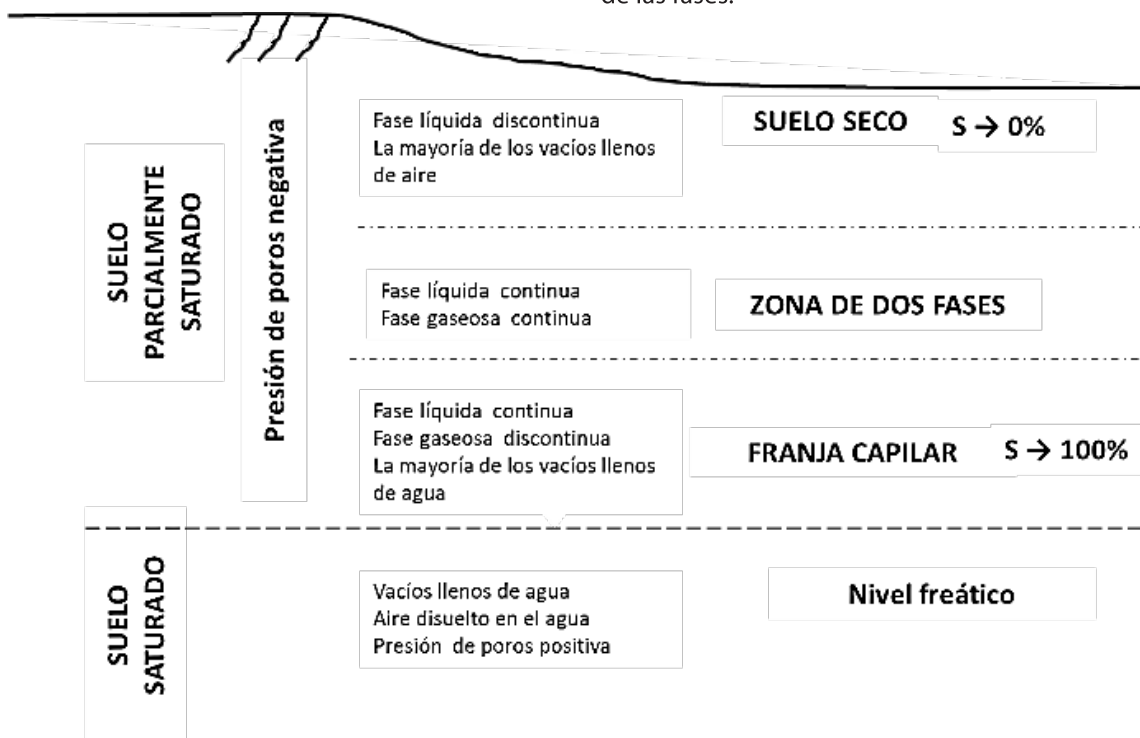 de las fases.
SUELO
PARCIALMENTE
SATURADO
Presión de poros negativa
Fase líquida discontinua
La mayoría de los vacíos llenos
de aire
SUELO SECO
S → 0%
Fase líquida continua
Fase gaseosa continua
ZONA DE DOS FASES
Fase líquida continua
Fase gaseosa discontinua
La mayoría de los vacíos llenos
de agua
FRANJA CAPILAR
S → 100%
SUELO
SATURADO
Vacíos llenos de agua
Aire disuelto en el agua
Presión de poros positiva
Nivel freático